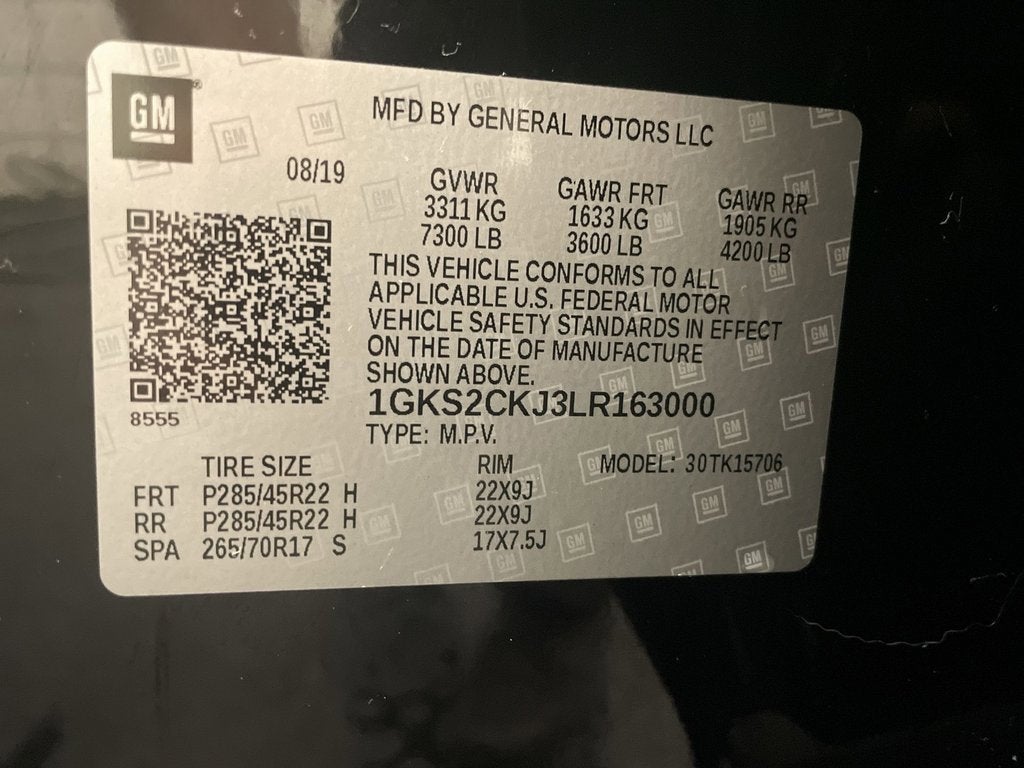 GM
MFD BY GENERAL MOTORS LLC
08/19
GVWR GAWR FRT GAWR RR
3311 KG 1633 KG 1905 KG
7300 LB 3600 LB 4200 LB
THIS VEHICLE CONFORMS TO ALL
APPLICABLE U.S. FEDERAL MOTOR
VEHICLE SAFETY STANDARDS IN EFFECT
ON THE DATE OF MANUFACTURE
SHOWN ABOVE.
8555
1GKS2CKJ3LR163000
TYPE: M.P.V.
TIRE SIZE RIM MODEL: 30TK15706
FRT P285/45R22 H 22X9J
RR P285/45R22 H 22X9J
SPA 265/70R17 S 17X7.5J